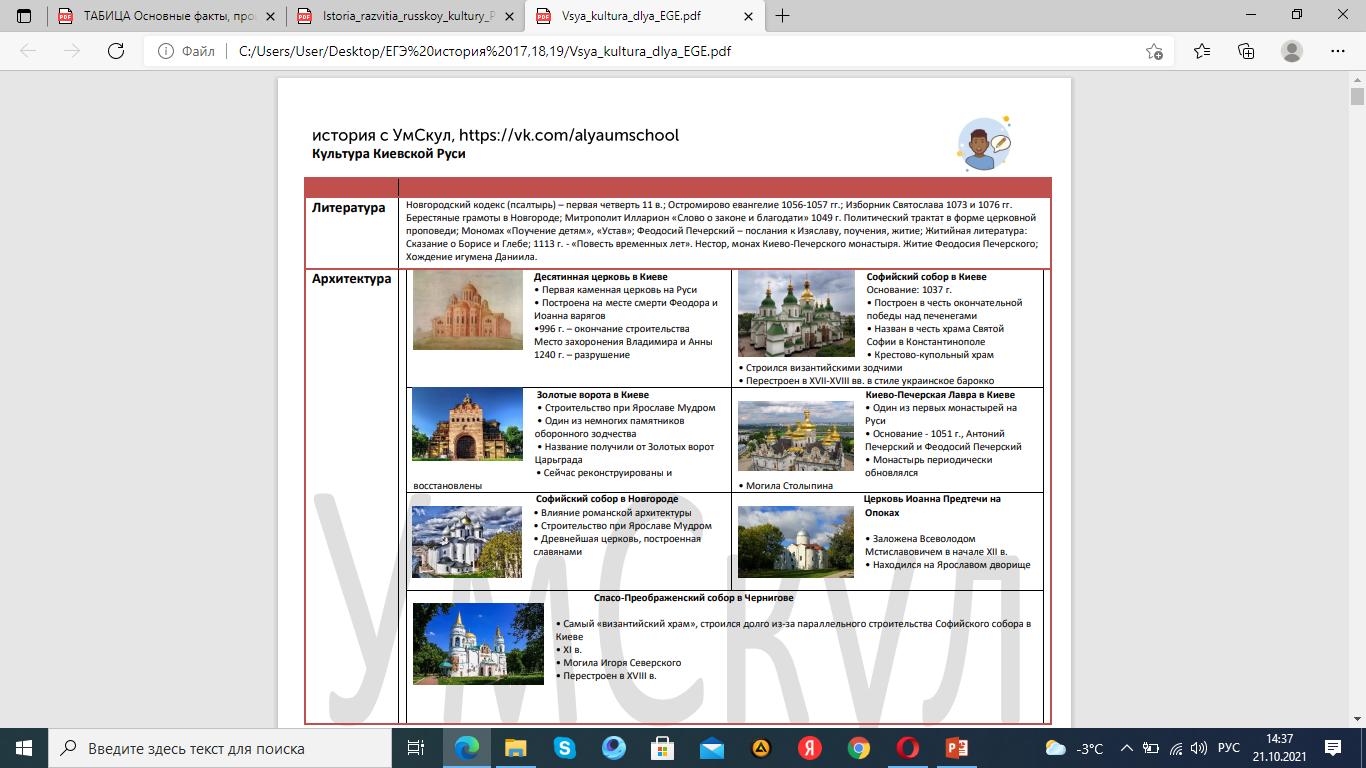 ТАБИЦА Основные факты, про
Istoria_razvitia_russkoy_kultury_P
Vsya_kultura_dlya_EGE.pdf
Файл
C:/Users/User/Desktop/ЕГЭ%20история%2017,18,19/Vsya_kultura_dlya_EGE.pdf
история с УмСкул, https://vk.com/alyaumschool
Культура Киевской Руси
Литература
Новгородский кодекс (псалтырь) – первая четверть 11 в.; Остромирово евангелие 1056-1057 гг.; Изборник Святослава 1073 и 1076 гг.
Берестяные грамоты в Новгороде; Митрополит Илларион «Слово о законе и благодати» 1049 г. Политический трактат в форме церковной
проповеди; Мономах «Поучение детям», «Устав»; Феодосий Печерский – послания к Изяславу, поучения, житие; Житийная литература:
Сказание о Борисе и Глебе; 1113 г. - «Повесть временных лет». Нестор, монах Киево-Печерского монастыря. Житие Феодосия Печерского;
Хождение игумена Даниила.
Архитектура
Десятинная церковь в Киеве
• Первая каменная церковь на Руси
• Построена на месте смерти Феодора и
Иоанна варягов
•996 г. – окончание строительства
Место захоронения Владимира и Анны
1240 г. – разрушение
Софийский собор в Киеве
Основание: 1037 г.
• Построен в честь окончательной
победы над печенегами
• Назван в честь храма Святой
Софии в Константинополе
• Крестово-купольный храм
• Строился византийскими зодчими
• Перестроен в XVII-XVIII вв. в стиле украинское барокко
Золотые ворота в Киеве
• Строительство при Ярославе Мудром
• Один из немногих памятников
оборонного зодчества
• Название получили от Золотых ворот
Царьграда
• Сейчас реконструированы и
восстановлены
Киево-Печерская Лавра в Киеве
• Один из первых монастырей на
Руси
• Основание - 1051 г., Антоний
Печерский и Феодосий Печерский
• Монастырь периодически
обновлялся
• Могила Столыпина
Софийский собор в Новгороде
• Влияние романской архитектуры
• Строительство при Ярославе Мудром
• Древнейшая церковь, построенная
славянами
Церковь Иоанна Предтечи на
Опоках
• Заложена Всеволодом
Мстиславовичем в начале XII в.
• Находился на Ярославом дворище
Спасо-Преображенский собор в Чернигове
• Самый «византийский храм», строился долго из-за параллельного строительства Софийского собора в
Киеве
• XI в.
• Могила Игоря Северского
• Перестроен в XVIII в.
УмСкул
Введите здесь текст для поиска
-3°C
РУС
14:37
21.10.2021